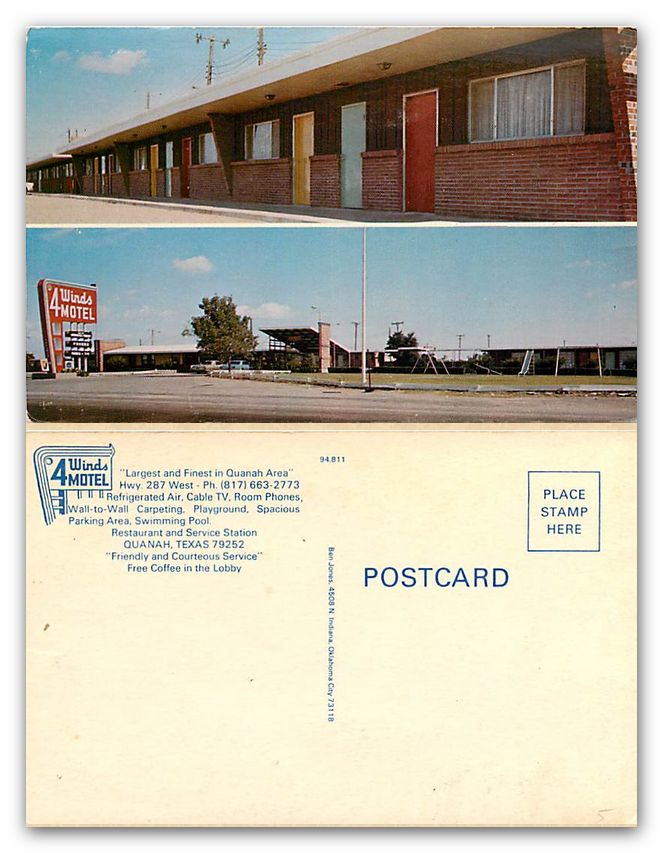 4 Winds
MOTEL
4 Winds
MOTEL
"Largest and Finest in Quanah Area"
Hwy. 287 West - Ph. (817) 663-2773
Refrigerated Air, Cable TV, Room Phones,
Wall-to-Wall Carpeting, Playground, Spacious
Parking Area, Swimming Pool.
Restaurant and Service Station
QUANAH, TEXAS 79252
"Friendly and Courteous Service"
Free Coffee in the Lobby
94,811
Ben Jones, 4508 N. Indiana, Oklahoma City 73118
POSTCARD
PLACE
STAMP
HERE
5